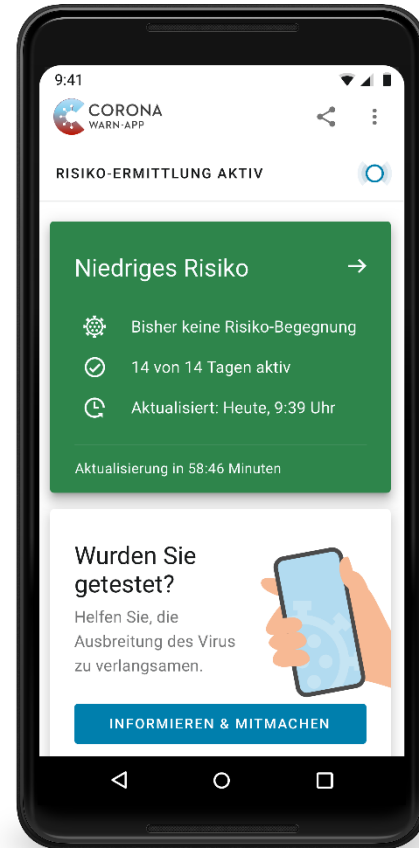 9:41
CORONA
WARN-APP
RISIKO-ERMITTLUNG AKTIV
Niedriges Risiko
Bisher keine Risiko-Begegnung
14 von 14 Tagen aktiv
Aktualisiert: Heute, 9:39 Uhr
Aktualisierung in 58:46 Minuten
Wurden Sie
getestet?
Helfen Sie, die
Ausbreitung des Virus
zu verlangsamen.
INFORMIEREN & MITMACHEN